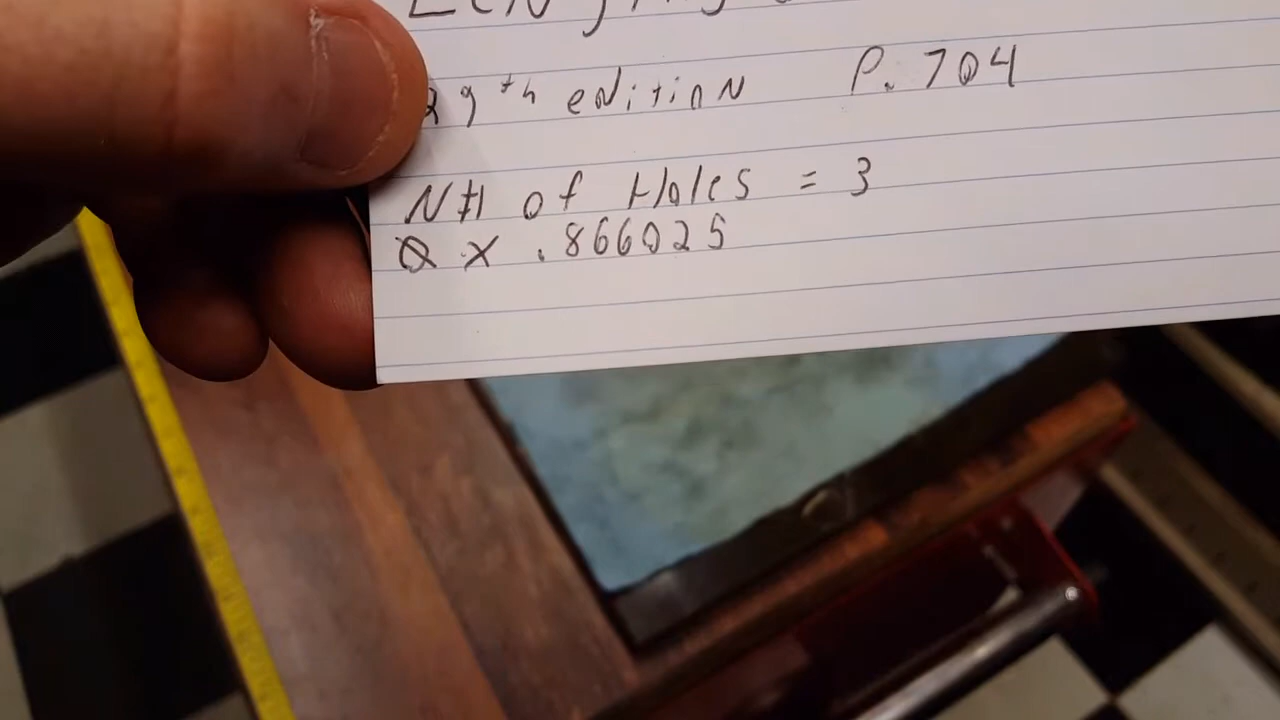 29th edition P. 704
N# of Holes = 3
Ø x .866025